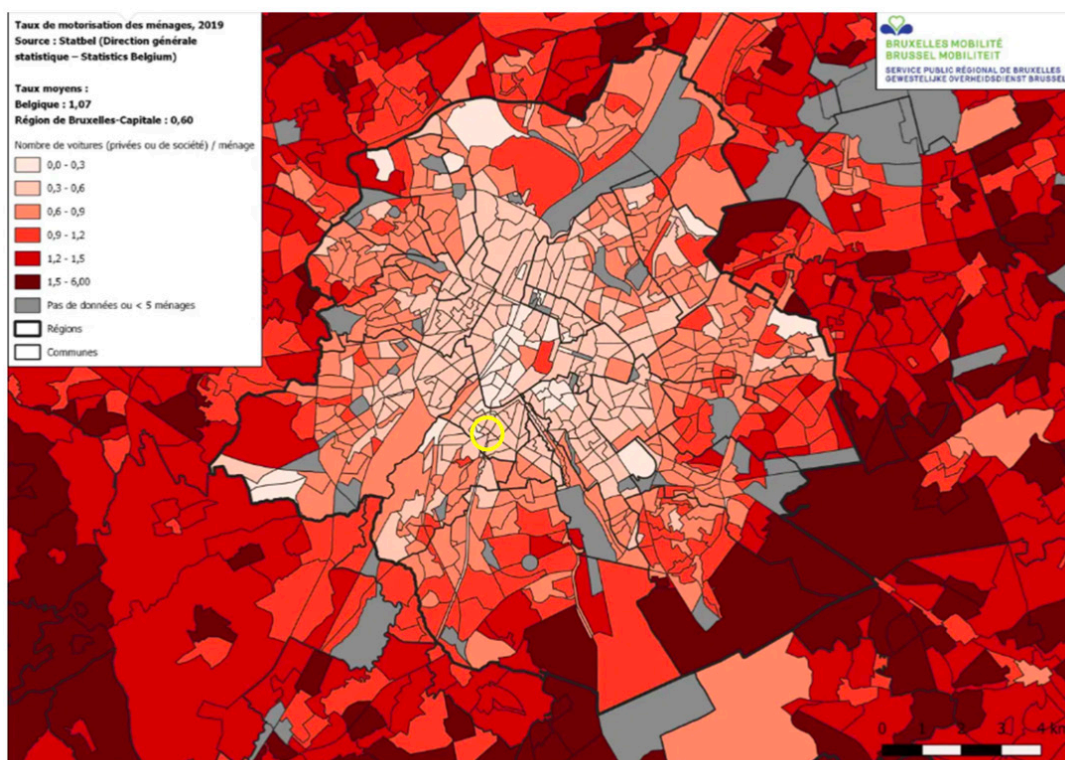 Taux de motorisation des ménages, 2019
Source : Statbel (Direction générale
statistique – Statistics Belgium)
Taux moyens :
Belgique : 1,07
Région de Bruxelles-Capitale : 0,60
Nombre de voitures (privées ou de société) / ménage
0,0 - 0,3
0,3 - 0,6
0,6 - 0,9
0,9 - 1,2
1,2 - 1,5
1,5 - 6,00
Pas de données ou < 5 ménages
Régions
Communes
BRUXELLES MOBILITÉ
BRUSSEL MOBILITEIT
SERVICE PUBLIC RÉGIONAL DE BRUXELLES
GEWESTELIJKE OVERHEIDSDIENST BRUSSEL
0 1 2 3 4 km